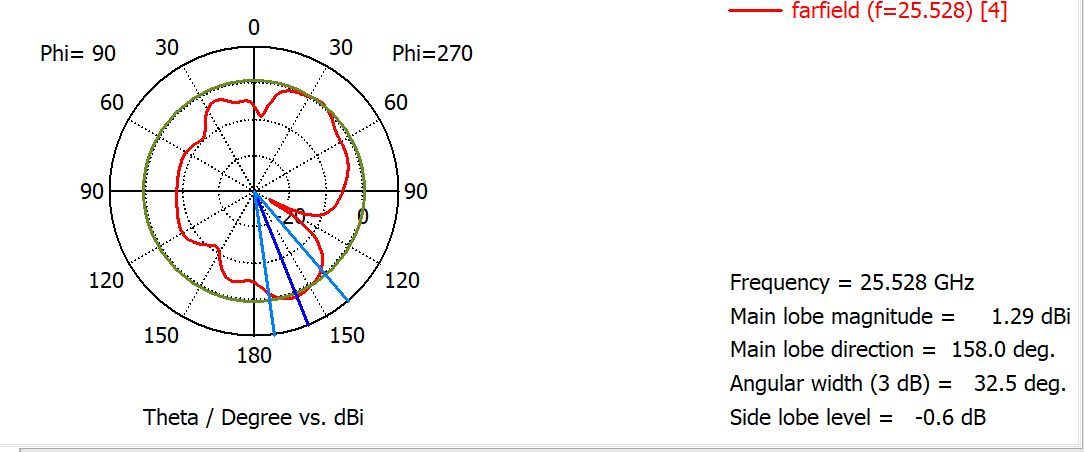 farfield (f=25.528) [4]
0
Phi= 90 30 30 Phi=270
60 60
90 90
-20 0
120 120
150 150
180
Theta / Degree vs. dBi
Frequency = 25.528 GHz
Main lobe magnitude = 1.29 dBi
Main lobe direction = 158.0 deg.
Angular width (3 dB) = 32.5 deg.
Side lobe level = -0.6 dB